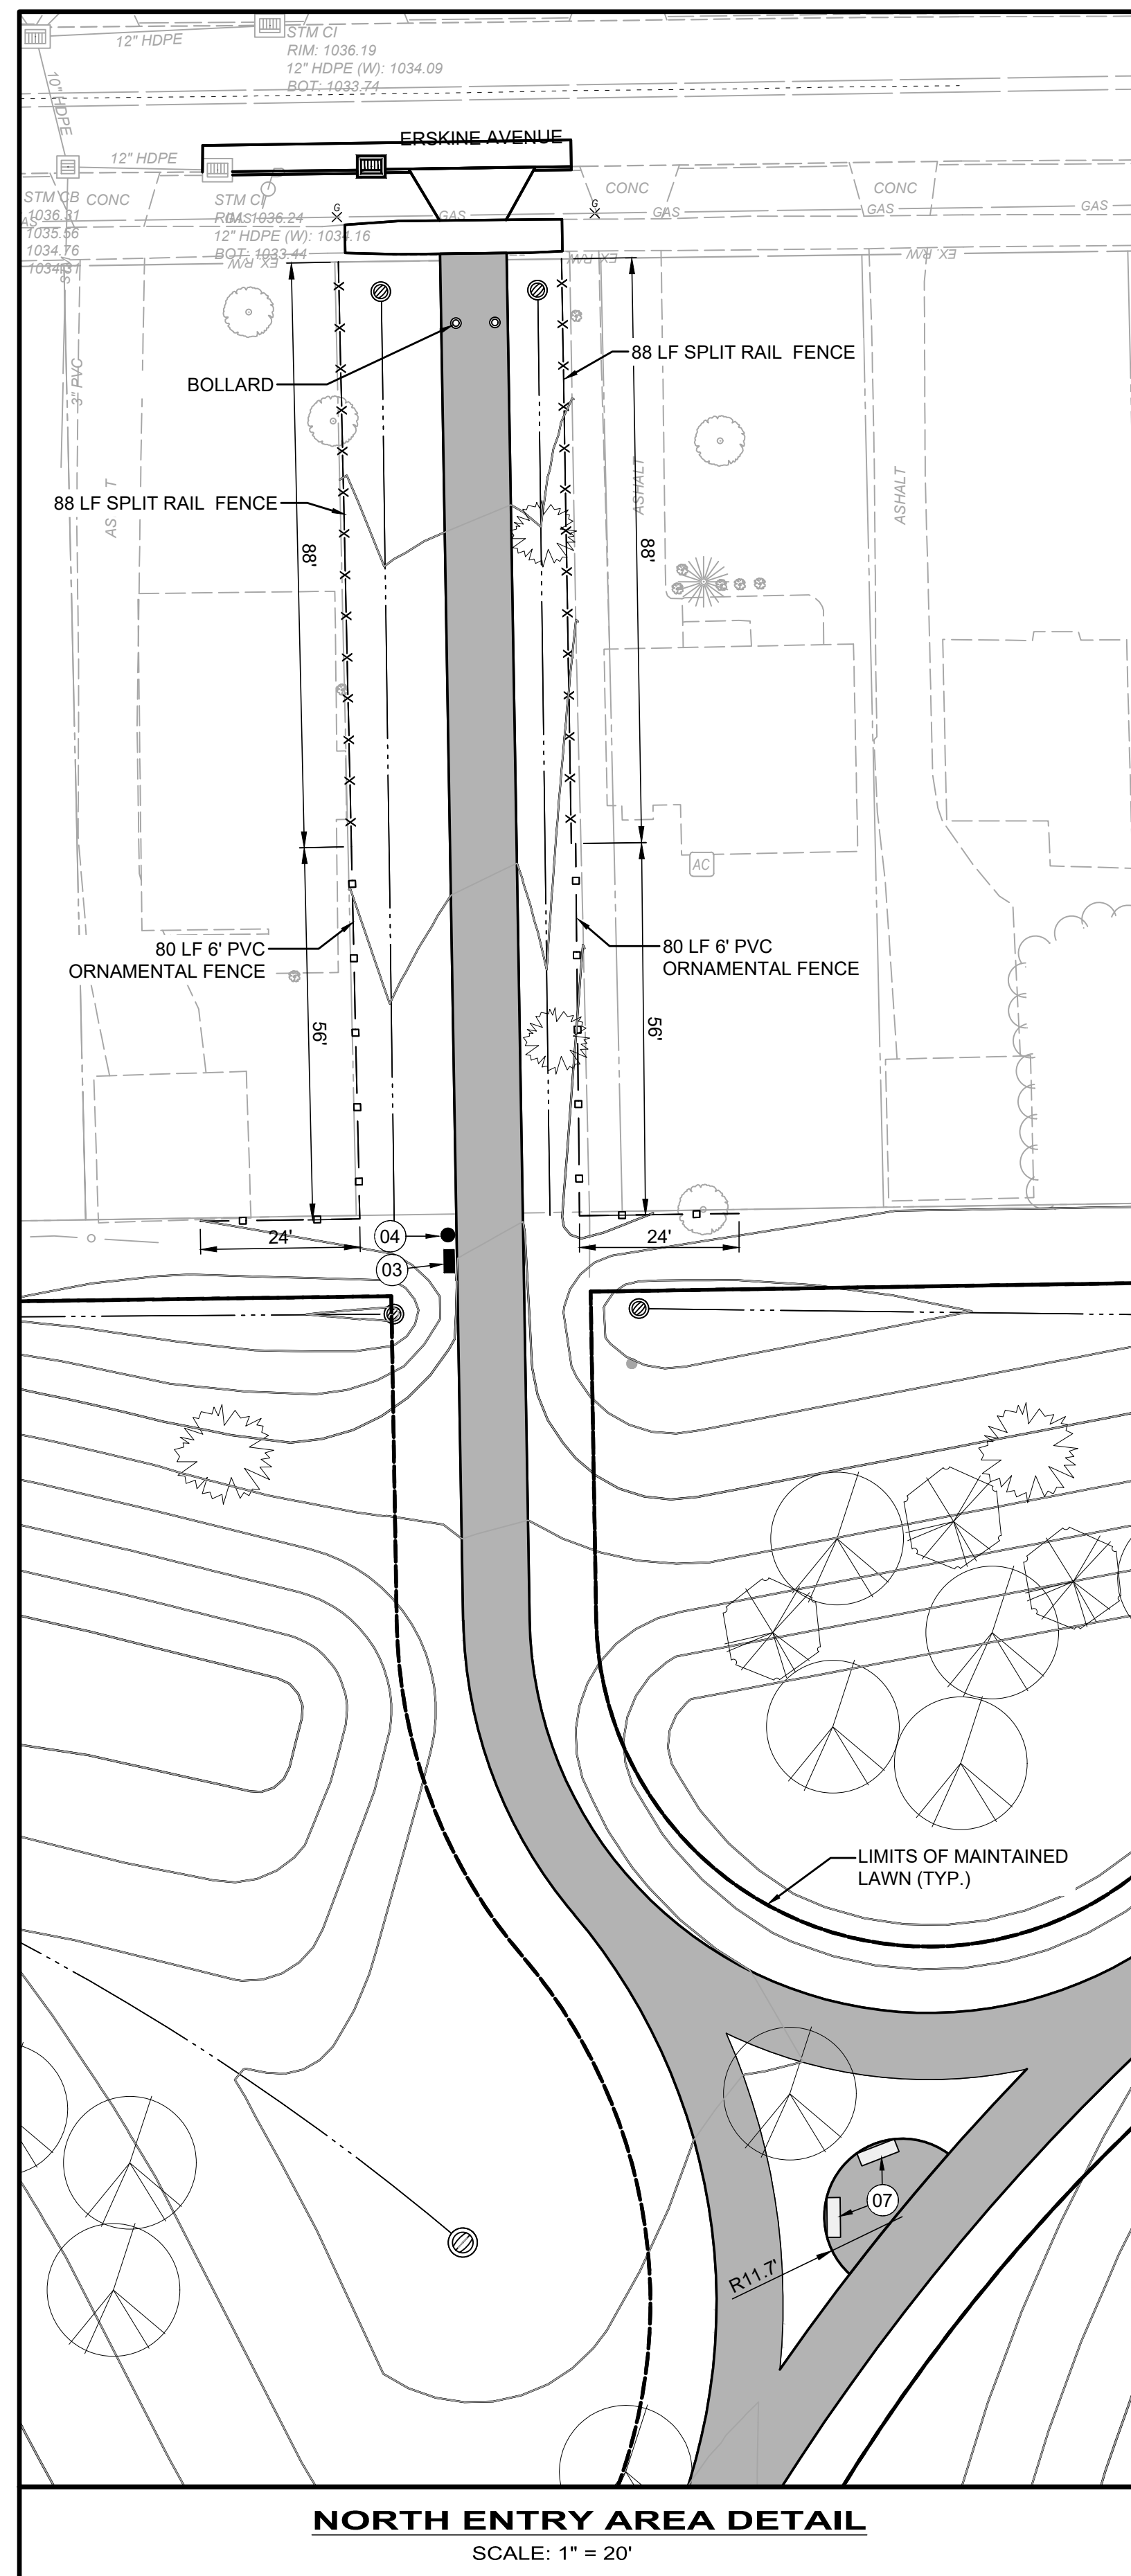 12" HDPE
STM CI
RIM: 1036.19
12" HDPE (W): 1034.09
BOT: 1033.74
10" HDPE
ERSKINE AVENUE
12" HDPE
STM CB
1036.31
1035.56
1034.76
1034.31
CONC
STM CI
RIM: 1036.24
12" HDPE (W): 1034.16
BOT: 1033.44
GAS
G
GAS
G
CONC
GAS
CONC
GAS
GAS
EX. R/W
EX. R/W
EX. R/W
3" PVC
BOLLARD
88 LF SPLIT RAIL FENCE
88 LF SPLIT RAIL FENCE
ASPHALT
ASPHALT
88'
88'
AC
80 LF 6' PVC
ORNAMENTAL FENCE
80 LF 6' PVC
ORNAMENTAL FENCE
56'
56'
24'
24'
04
03
LIMITS OF MAINTAINED
LAWN (TYP.)
07
R11.7'
NORTH ENTRY AREA DETAIL
SCALE: 1" = 20'